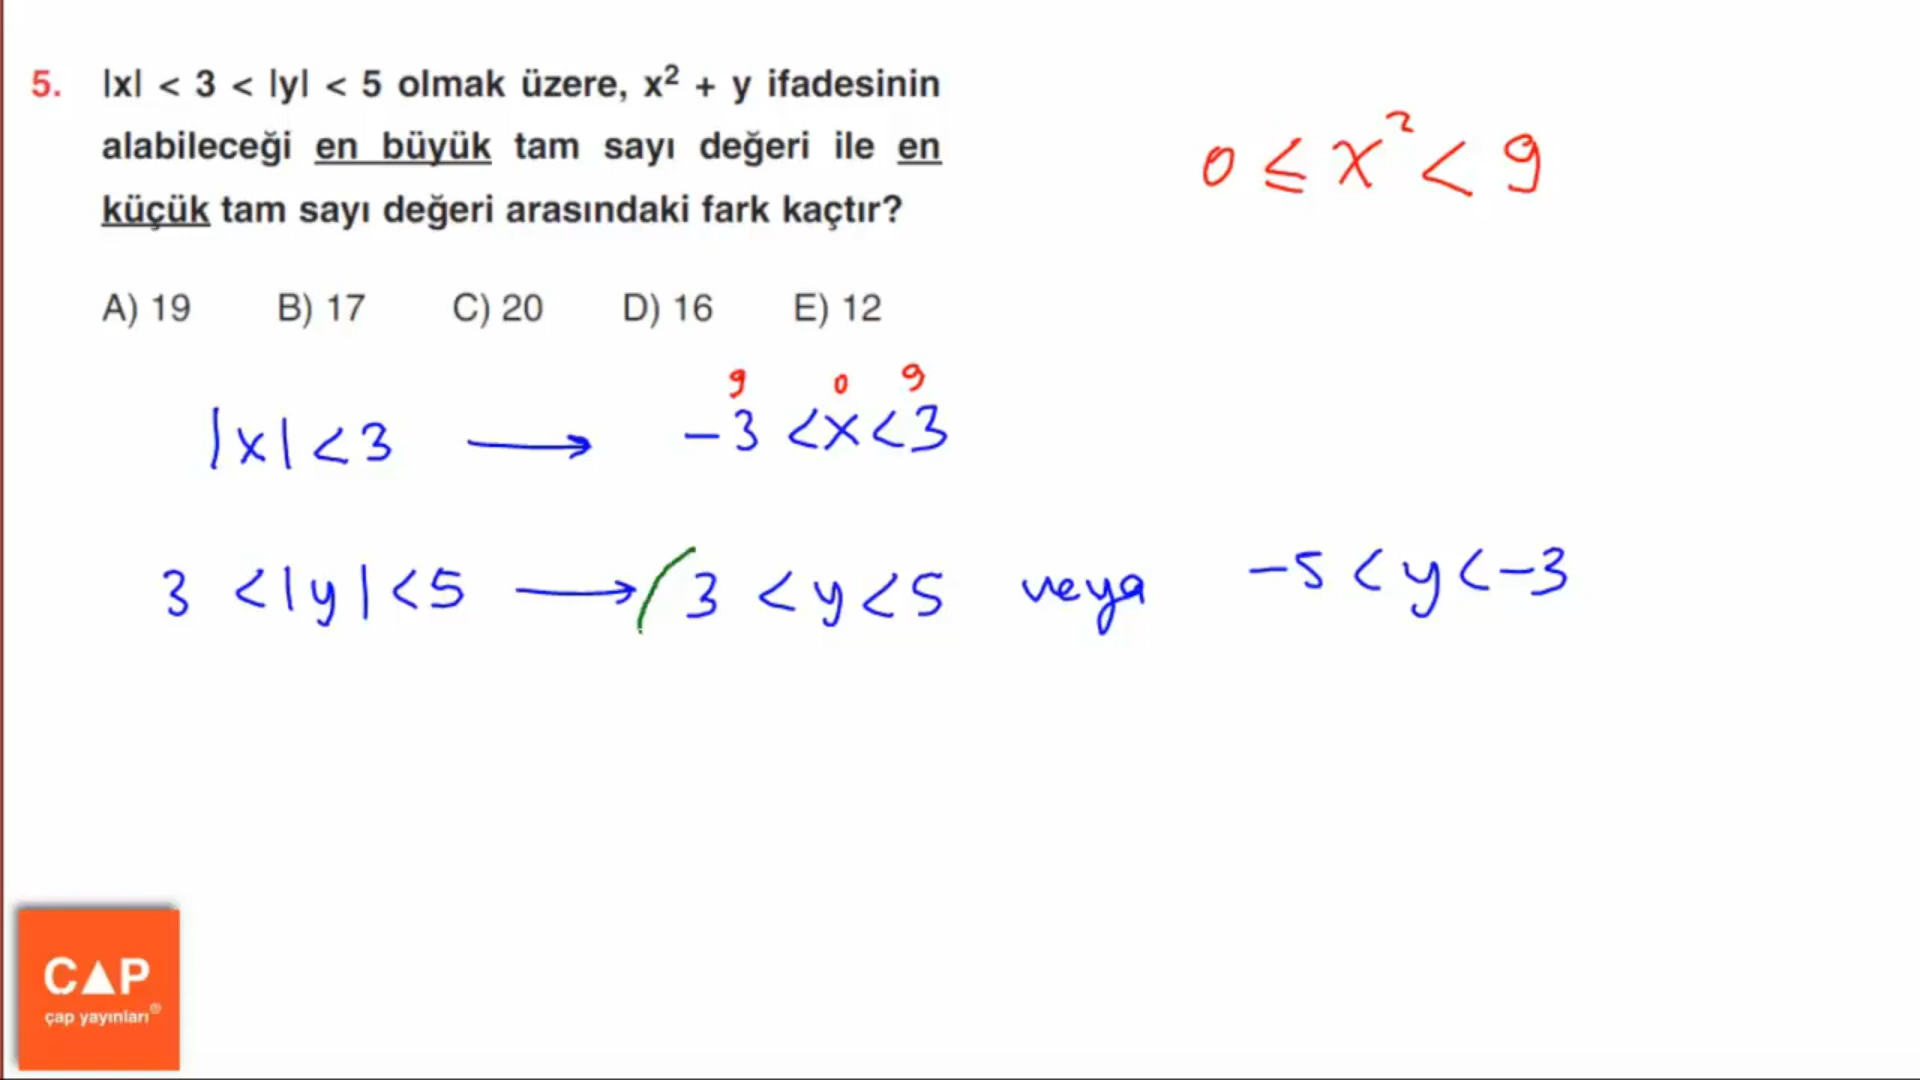 5. |x| < 3 < |y| < 5 olmak üzere, x² + y ifadesinin
alabileceği en büyük tam sayı değeri ile en
küçük tam sayı değeri arasındaki fark kaçtır?
A) 19 B) 17 C) 20 D) 16 E) 12
0 ≤ x² < 9
9 0 9
|x| < 3 → -3 < x < 3
3 < |y| < 5 → 3 < y < 5 veya -5 < y < -3
CAP
çap yayınları®